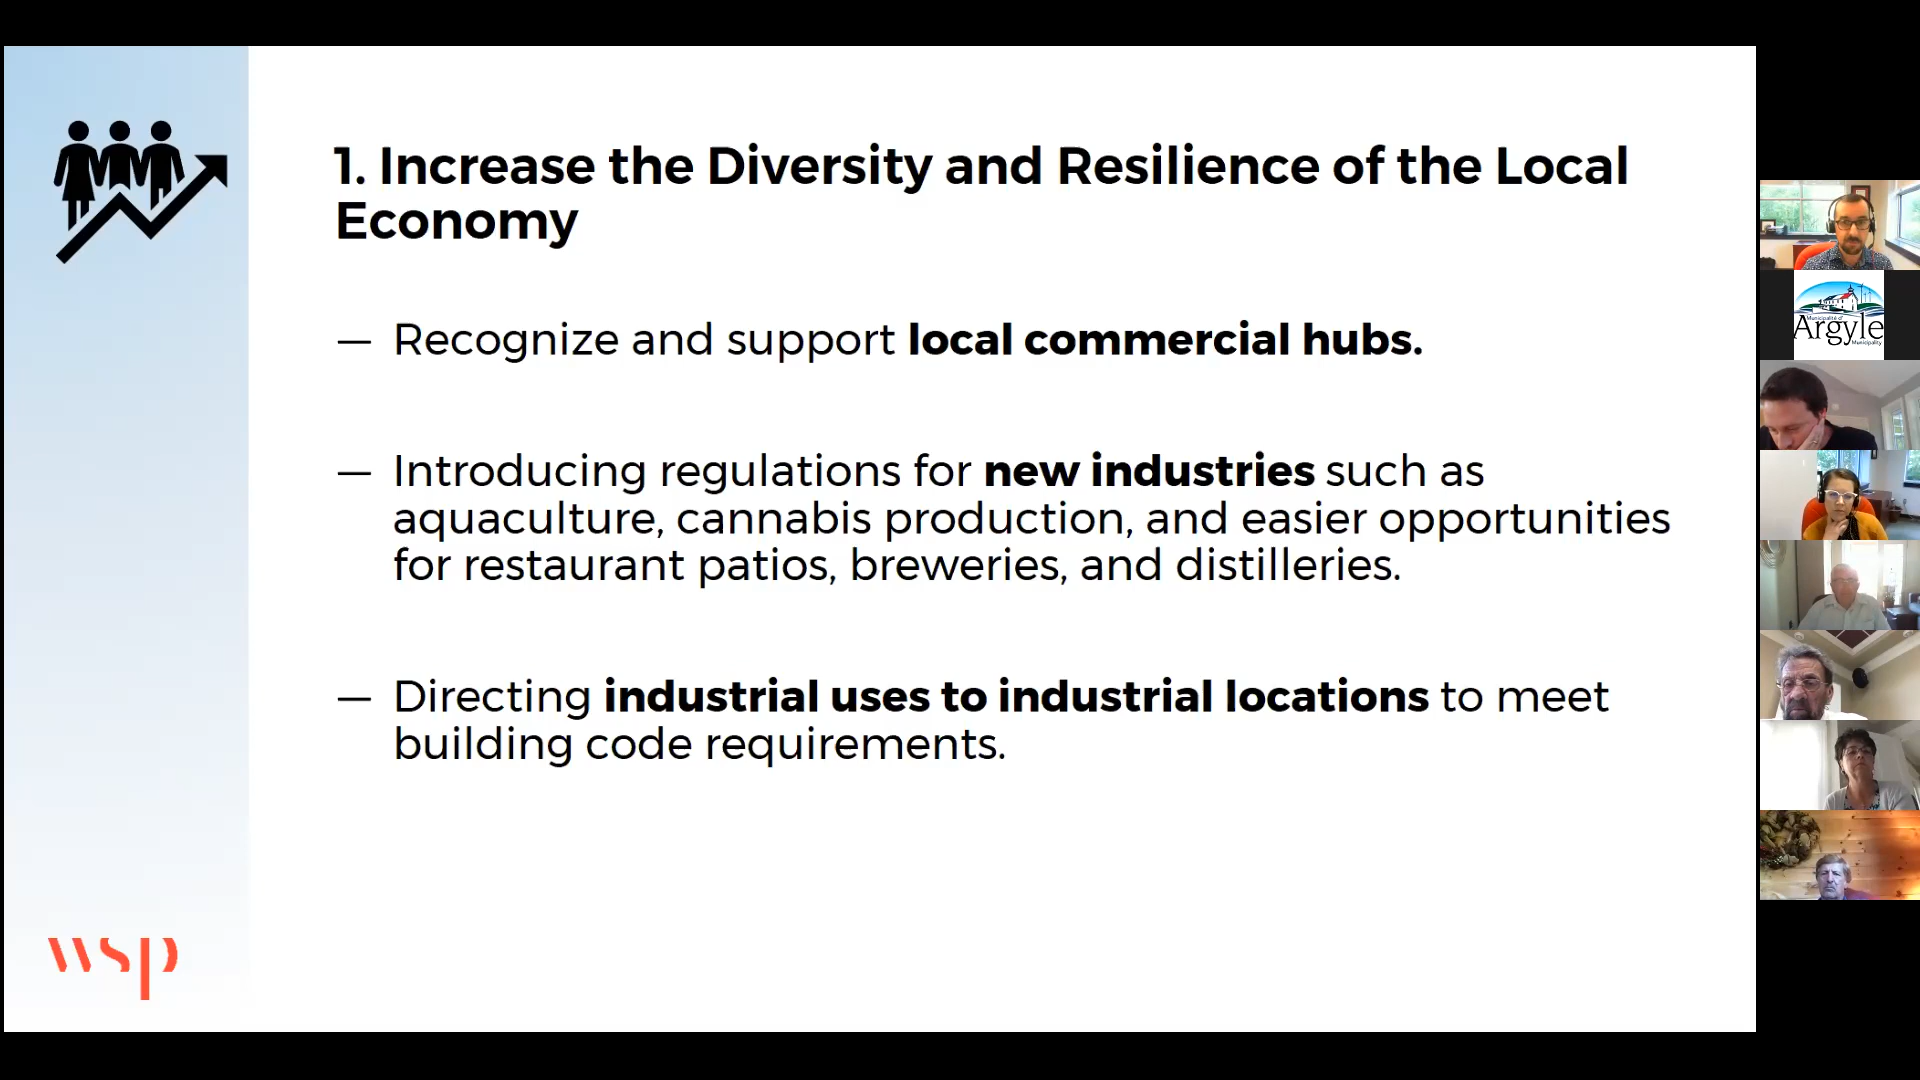 1. Increase the Diversity and Resilience of the Local
Economy
— Recognize and support local commercial hubs.
— Introducing regulations for new industries such as
aquaculture, cannabis production, and easier opportunities
for restaurant patios, breweries, and distilleries.
— Directing industrial uses to industrial locations to meet
building code requirements.
wsp
Municipalité d'
Argyle
Municipality